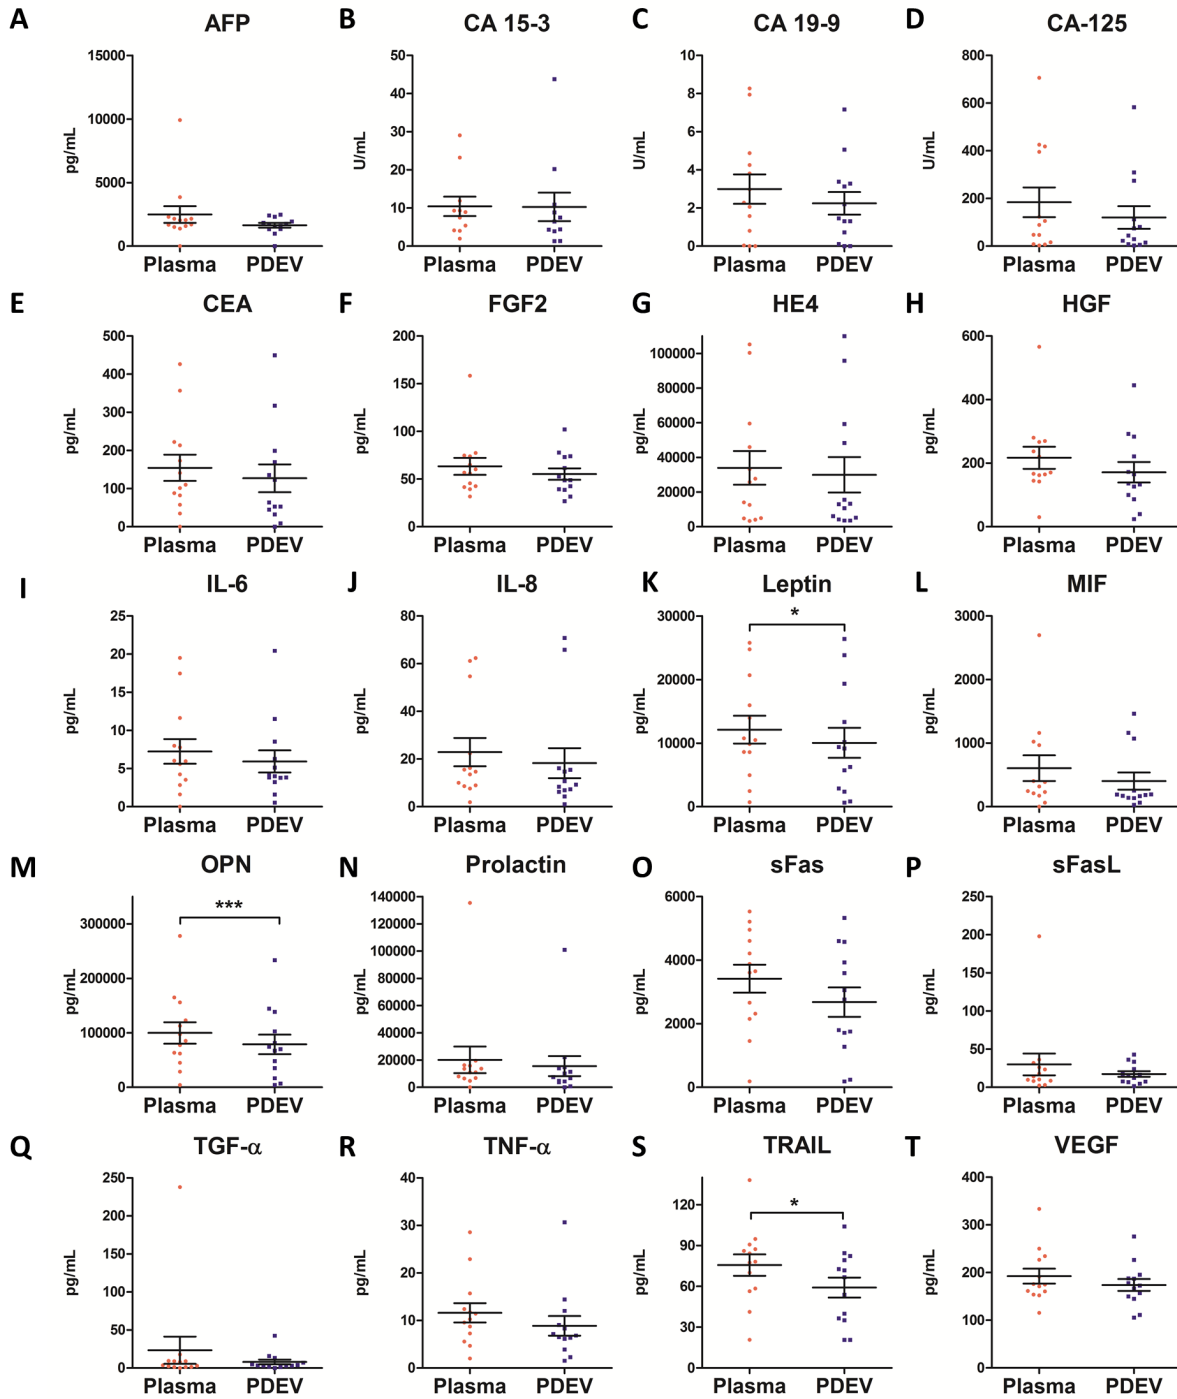 A AFP
15000
10000
5000
0
pg/mL
Plasma PDEV
B CA 15-3
50
40
30
20
10
0
U/mL
Plasma PDEV
C CA 19-9
10
8
6
4
2
0
U/mL
Plasma PDEV
D CA-125
800
600
400
200
0
U/mL
Plasma PDEV
E CEA
500
400
300
200
100
0
pg/mL
Plasma PDEV
F FGF2
200
150
100
50
0
pg/mL
Plasma PDEV
G HE4
100000
80000
60000
40000
20000
0
pg/mL
Plasma PDEV
H HGF
600
400
200
0
pg/mL
Plasma PDEV
I IL-6
25
20
15
10
5
0
pg/mL
Plasma PDEV
J IL-8
80
60
40
20
0
pg/mL
Plasma PDEV
K Leptin
*
30000
20000
10000
0
pg/mL
Plasma PDEV
L MIF
3000
2000
1000
0
pg/mL
Plasma PDEV
M OPN
***
300000
200000
100000
0
pg/mL
Plasma PDEV
N Prolactin
140000
120000
100000
80000
60000
40000
20000
0
pg/mL
Plasma PDEV
O sFas
6000
4000
2000
0
pg/mL
Plasma PDEV
P sFasL
250
200
150
100
50
0
pg/mL
Plasma PDEV
Q TGF-α
250
200
150
100
50
0
pg/mL
Plasma PDEV
R TNF-α
40
30
20
10
0
pg/mL
Plasma PDEV
S TRAIL
*
120
90
60
30
0
pg/mL
Plasma PDEV
T VEGF
400
300
200
100
0
pg/mL
Plasma PDEV